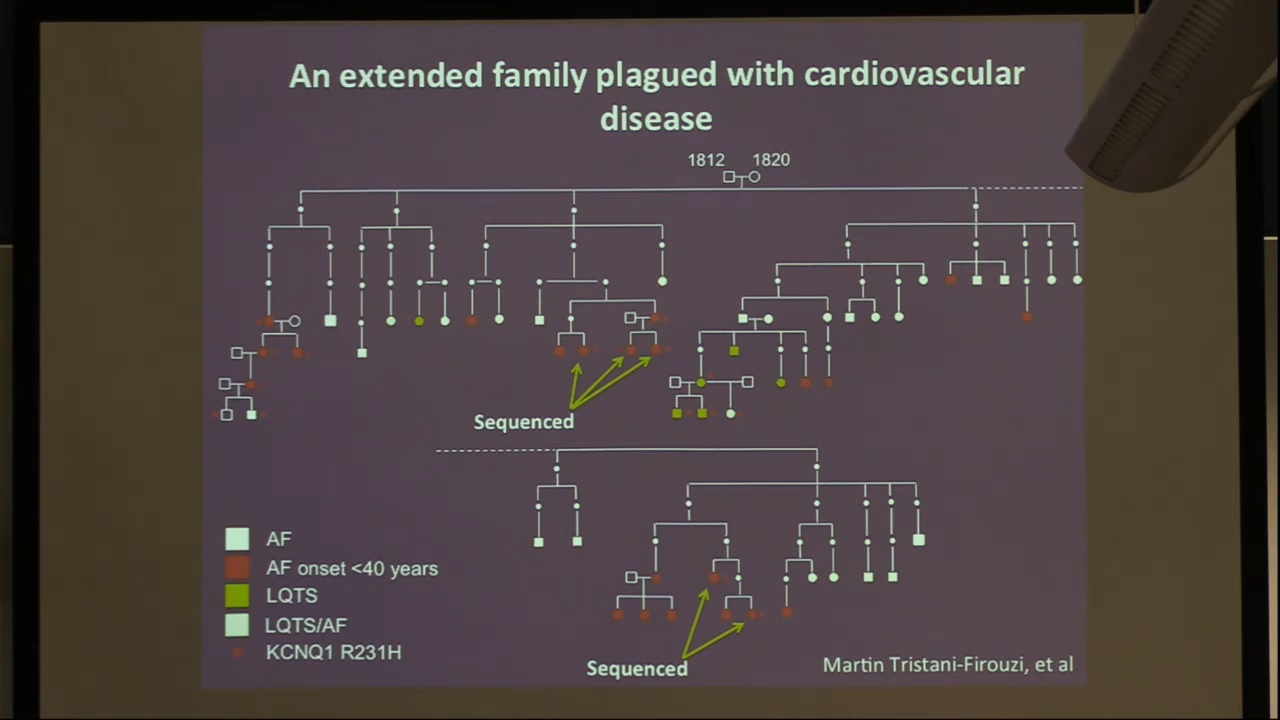 An extended family plagued with cardiovascular
disease
1812 1820
Sequenced
AF
AF onset <40 years
LQTS
LQTS/AF
KCNQ1 R231H
Sequenced
Martin Tristani-Firouzi, et al